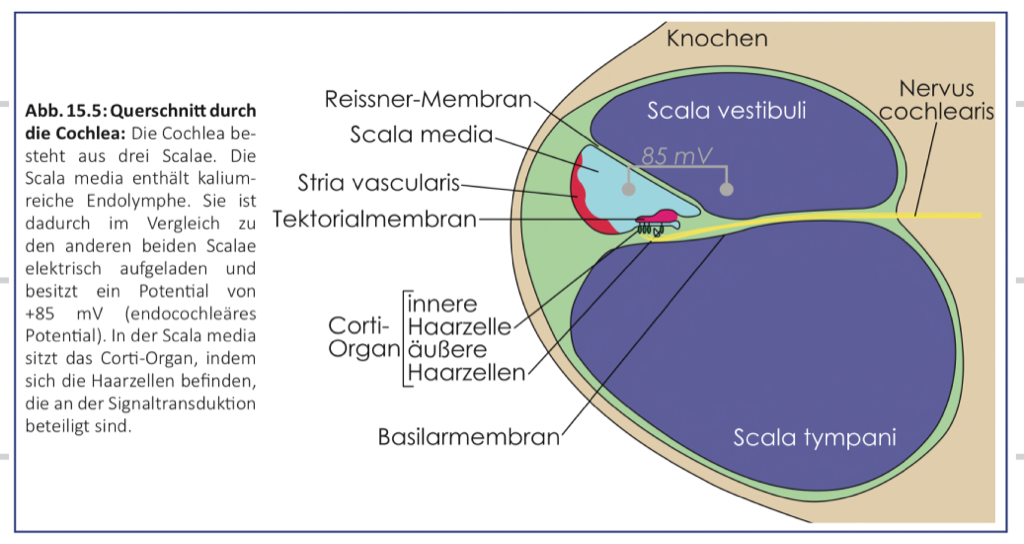 Abb. 15.5: Querschnitt durch
die Cochlea: Die Cochlea be-
steht aus drei Scalae. Die
Scala media enthält kalium-
reiche Endolymphe. Sie ist
dadurch im Vergleich zu
den anderen beiden Scalae
elektrisch aufgeladen und
besitzt ein Potential von
+85 mV (endocochleäres
Potential). In der Scala media
sitzt das Corti-Organ, indem
sich die Haarzellen befinden,
die an der Signaltransduktion
beteiligt sind.
Knochen
Reissner-Membran
Scala media
Stria vascularis
Tektorialmembran
Scala vestibuli
85 mV
Nervus
cochlearis
Corti-
Organ
innere
Haarzelle
äußere
Haarzellen
Basilarmembran
Scala tympani